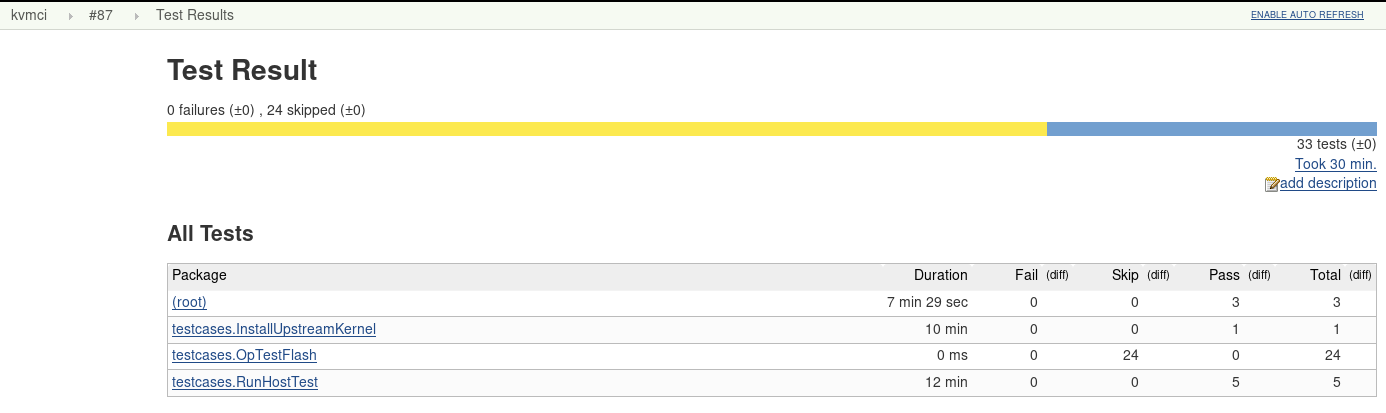 kvmci #87 Test Results ENABLE AUTO REFRESH
Test Result
0 failures (±0) , 24 skipped (±0)
33 tests (±0)
Took 30 min.
add description
All Tests
Package Duration Fail (diff) Skip (diff) Pass (diff) Total (diff)
(root) 7 min 29 sec 0 0 3 3
testcases.InstallUpstreamKernel 10 min 0 0 1 1
testcases.OpTestFlash 0 ms 0 24 0 24
testcases.RunHostTest 12 min 0 0 5 5